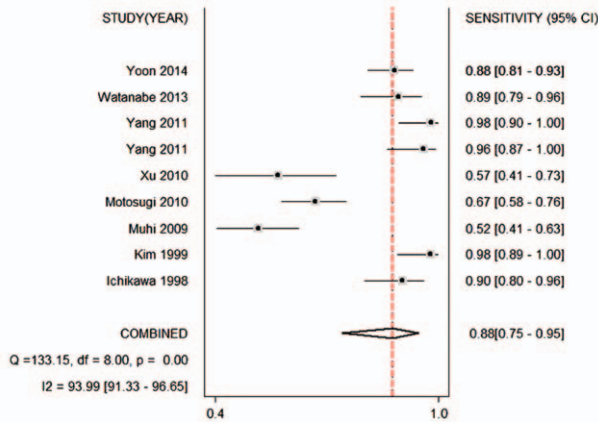 STUDY(YEAR) SENSITIVITY (95% CI)
Yoon 2014 0.88 [0.81 - 0.93]
Watanabe 2013 0.89 [0.79 - 0.96]
Yang 2011 0.98 [0.90 - 1.00]
Yang 2011 0.96 [0.87 - 1.00]
Xu 2010 0.57 [0.41 - 0.73]
Motosugi 2010 0.67 [0.58 - 0.76]
Muhi 2009 0.52 [0.41 - 0.63]
Kim 1999 0.98 [0.89 - 1.00]
Ichikawa 1998 0.90 [0.80 - 0.96]
COMBINED 0.88[0.75 - 0.95]
Q =133.15, df = 8.00, p = 0.00
I2 = 93.99 [91.33 - 96.65]
0.4 1.0